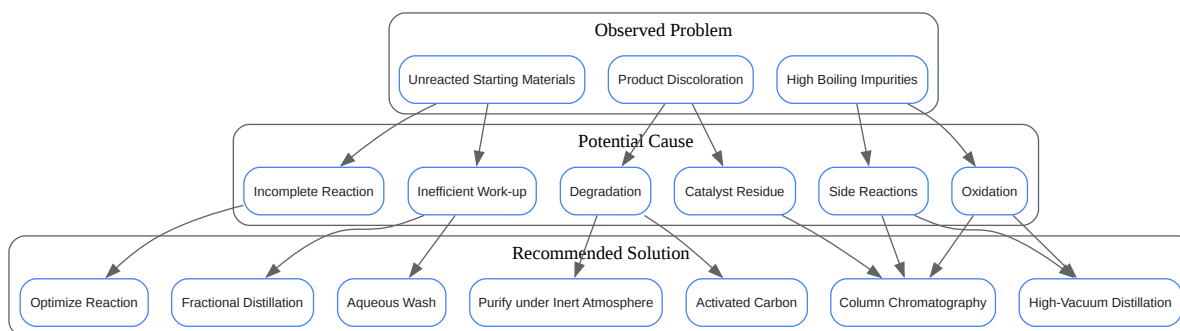 Observed Problem
Unreacted Starting Materials
Product Discoloration
High Boiling Impurities
Potential Cause
Incomplete Reaction
Inefficient Work-up
Degradation
Catalyst Residue
Side Reactions
Oxidation
Recommended Solution
Optimize Reaction
Fractional Distillation
Aqueous Wash
Purify under Inert Atmosphere
Activated Carbon
Column Chromatography
High-Vacuum Distillation